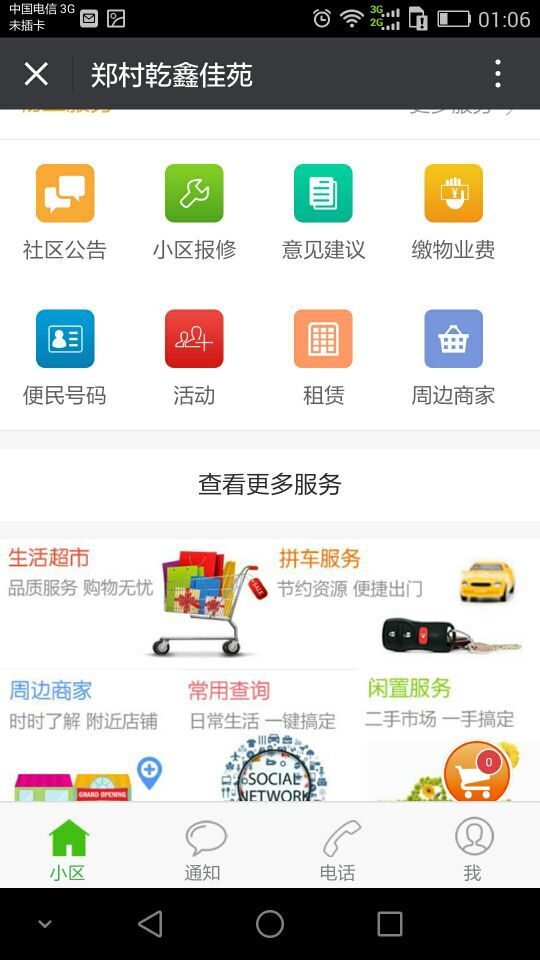 中国电信 3G
未插卡
3G
2G
01:06
郑村乾鑫佳苑
社区公告 小区报修 意见建议 缴物业费
¥
便民号码 活动 租赁 周边商家
查看更多服务
生活超市 拼车服务
品质服务 购物无忧 节约资源 便捷出门
SALE
周边商家 常用查询 闲置服务
时时了解 附近店铺 日常生活 一键搞定 二手市场 一手搞定
0
GRAND OPENING
SOCIAL
NETWORK
小区 通知 电话 我